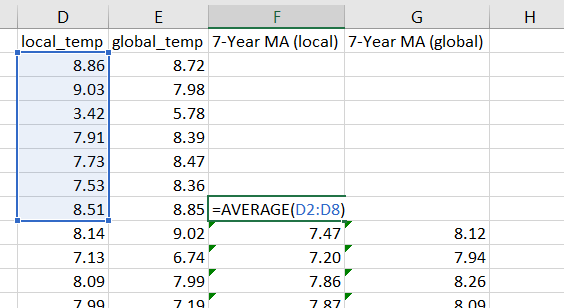 D E F G H
local_temp global_temp 7-Year MA (local) 7-Year MA (global)
8.86 8.72
9.03 7.98
3.42 5.78
7.91 8.39
7.73 8.47
7.53 8.36
8.51 8.85 =AVERAGE(D2:D8)
8.14 9.02 7.47 8.12
7.13 6.74 7.20 7.94
8.09 7.99 7.86 8.26
7.99 7.19 7.87 8.09